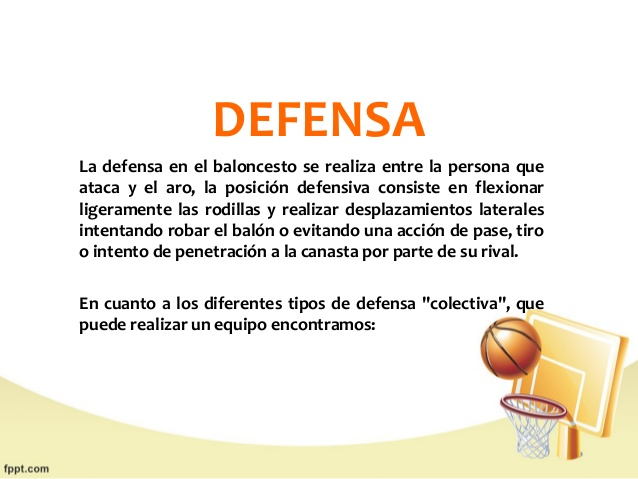 DEFENSA
La defensa en el baloncesto se realiza entre la persona que
ataca y el aro, la posición defensiva consiste en flexionar
ligeramente las rodillas y realizar desplazamientos laterales
intentando robar el balón o evitando una acción de pase, tiro
o intento de penetración a la canasta por parte de su rival.
En cuanto a los diferentes tipos de defensa "colectiva", que
puede realizar un equipo encontramos:
fppt.com